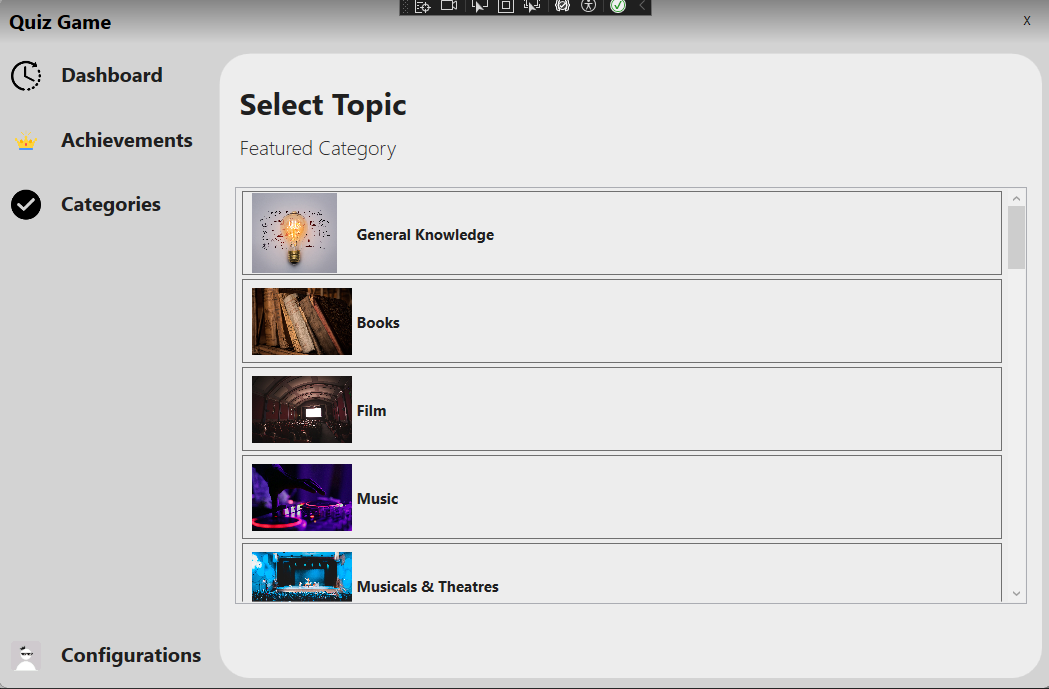 Quiz Game
X
Dashboard
Achievements
Categories
Configurations
Select Topic
Featured Category
General Knowledge
Books
Film
Music
Musicals & Theatres